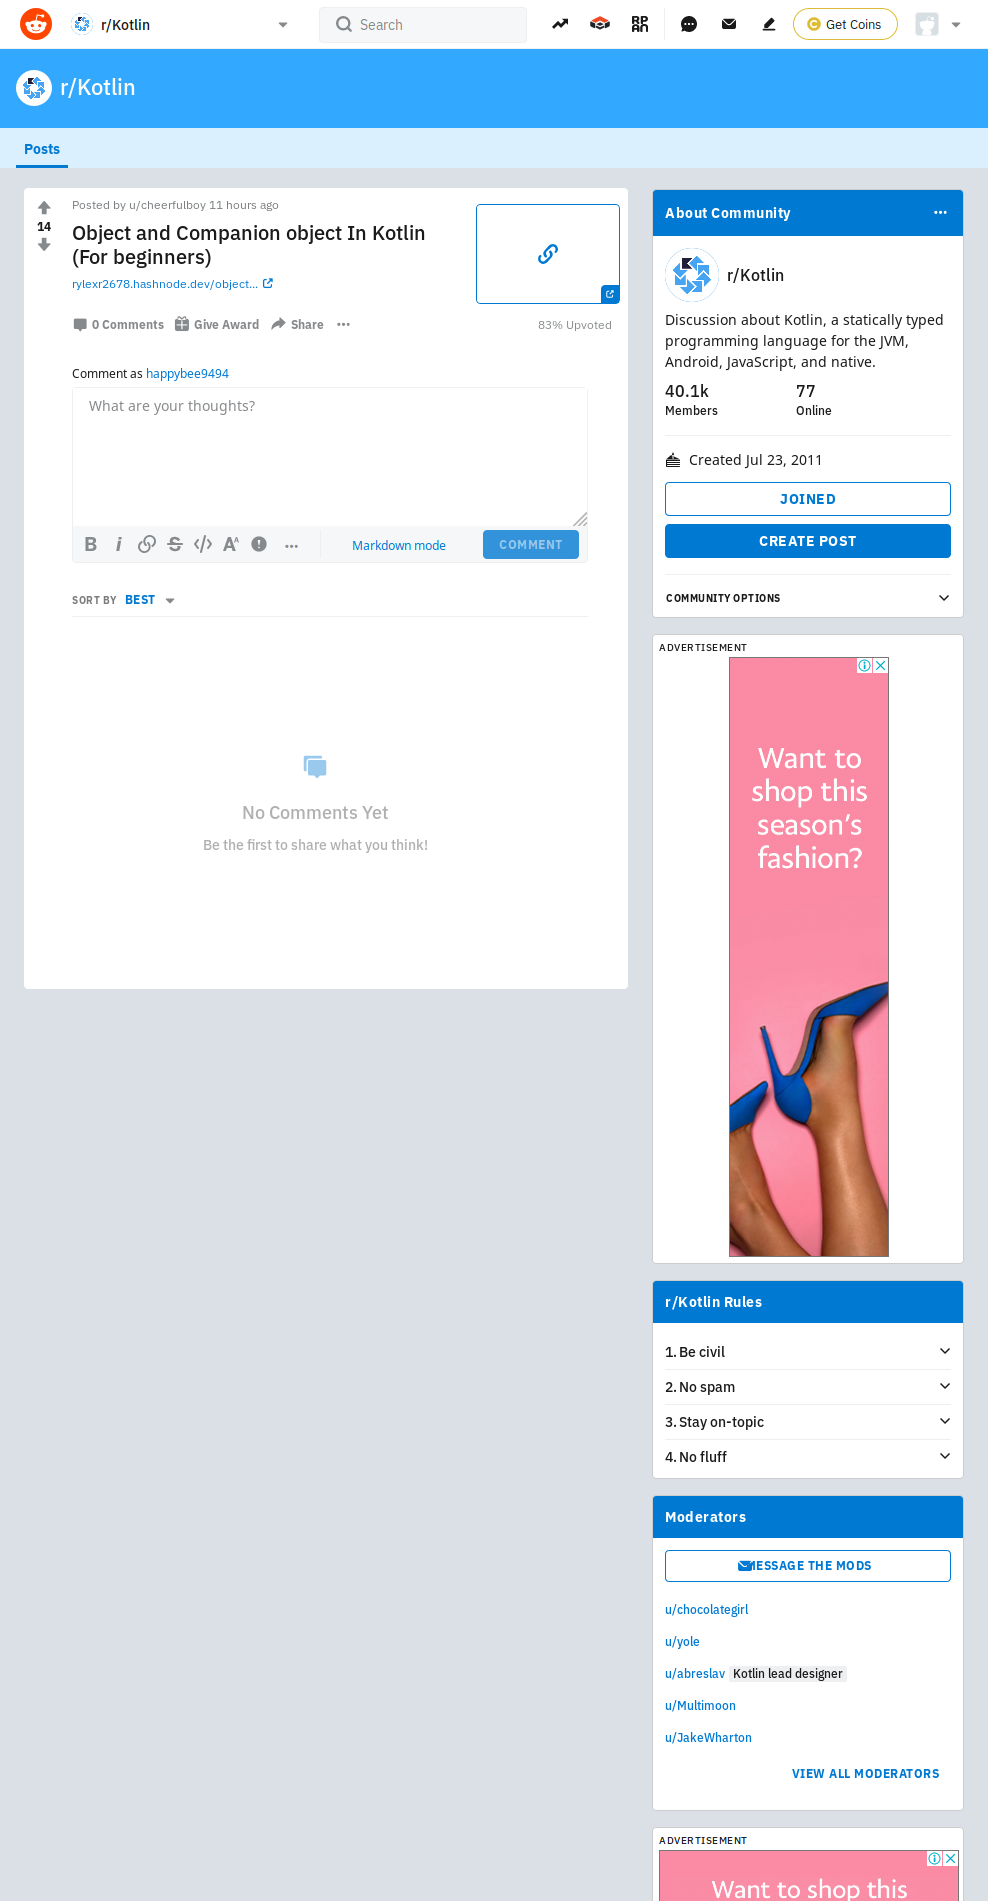 r/Kotlin
Search
RPAN
Get Coins
r/Kotlin
Posts
Posted by u/cheerfulboy 11 hours ago
14
Object and Companion object In Kotlin
(For beginners)
rylexr2678.hashnode.dev/object...
0 Comments Give Award Share
83% Upvoted
Comment as happybee9494
What are your thoughts?
B i S </> AA
Markdown mode
COMMENT
SORT BY BEST
No Comments Yet
Be the first to share what you think!
About Community
r/Kotlin
Discussion about Kotlin, a statically typed
programming language for the JVM,
Android, JavaScript, and native.
40.1k 77
Members Online
Created Jul 23, 2011
JOINED
CREATE POST
COMMUNITY OPTIONS
ADVERTISEMENT
Want to
shop this
season's
fashion?
r/Kotlin Rules
1. Be civil
2. No spam
3. Stay on-topic
4. No fluff
Moderators
MESSAGE THE MODS
u/chocolategirl
u/yole
u/abreslav Kotlin lead designer
u/Multimoon
u/JakeWharton
VIEW ALL MODERATORS
ADVERTISEMENT
Want to shop this